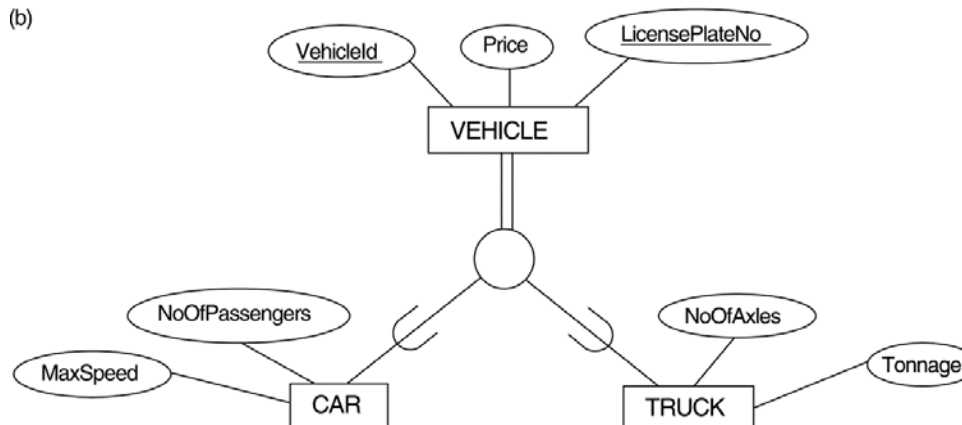 (b)
VehicleId
Price
LicensePlateNo
VEHICLE
NoOfPassengers
MaxSpeed
CAR
NoOfAxles
Tonnage
TRUCK